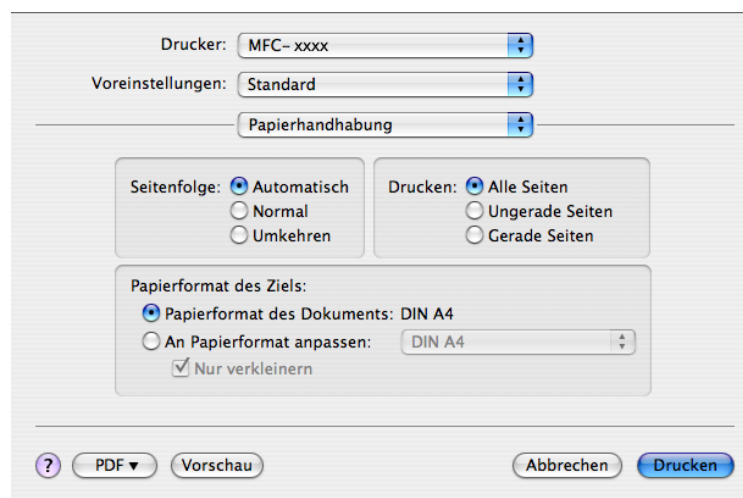 Drucker: MFC- xxxx
Voreinstellungen: Standard
Papierhandhabung
Seitenfolge: Automatisch
Normal
Umkehren
Drucken: Alle Seiten
Ungerade Seiten
Gerade Seiten
Papierformat des Ziels:
Papierformat des Dokuments: DIN A4
An Papierformat anpassen: DIN A4
Nur verkleinern
? PDF▼ Vorschau Abbrechen Drucken